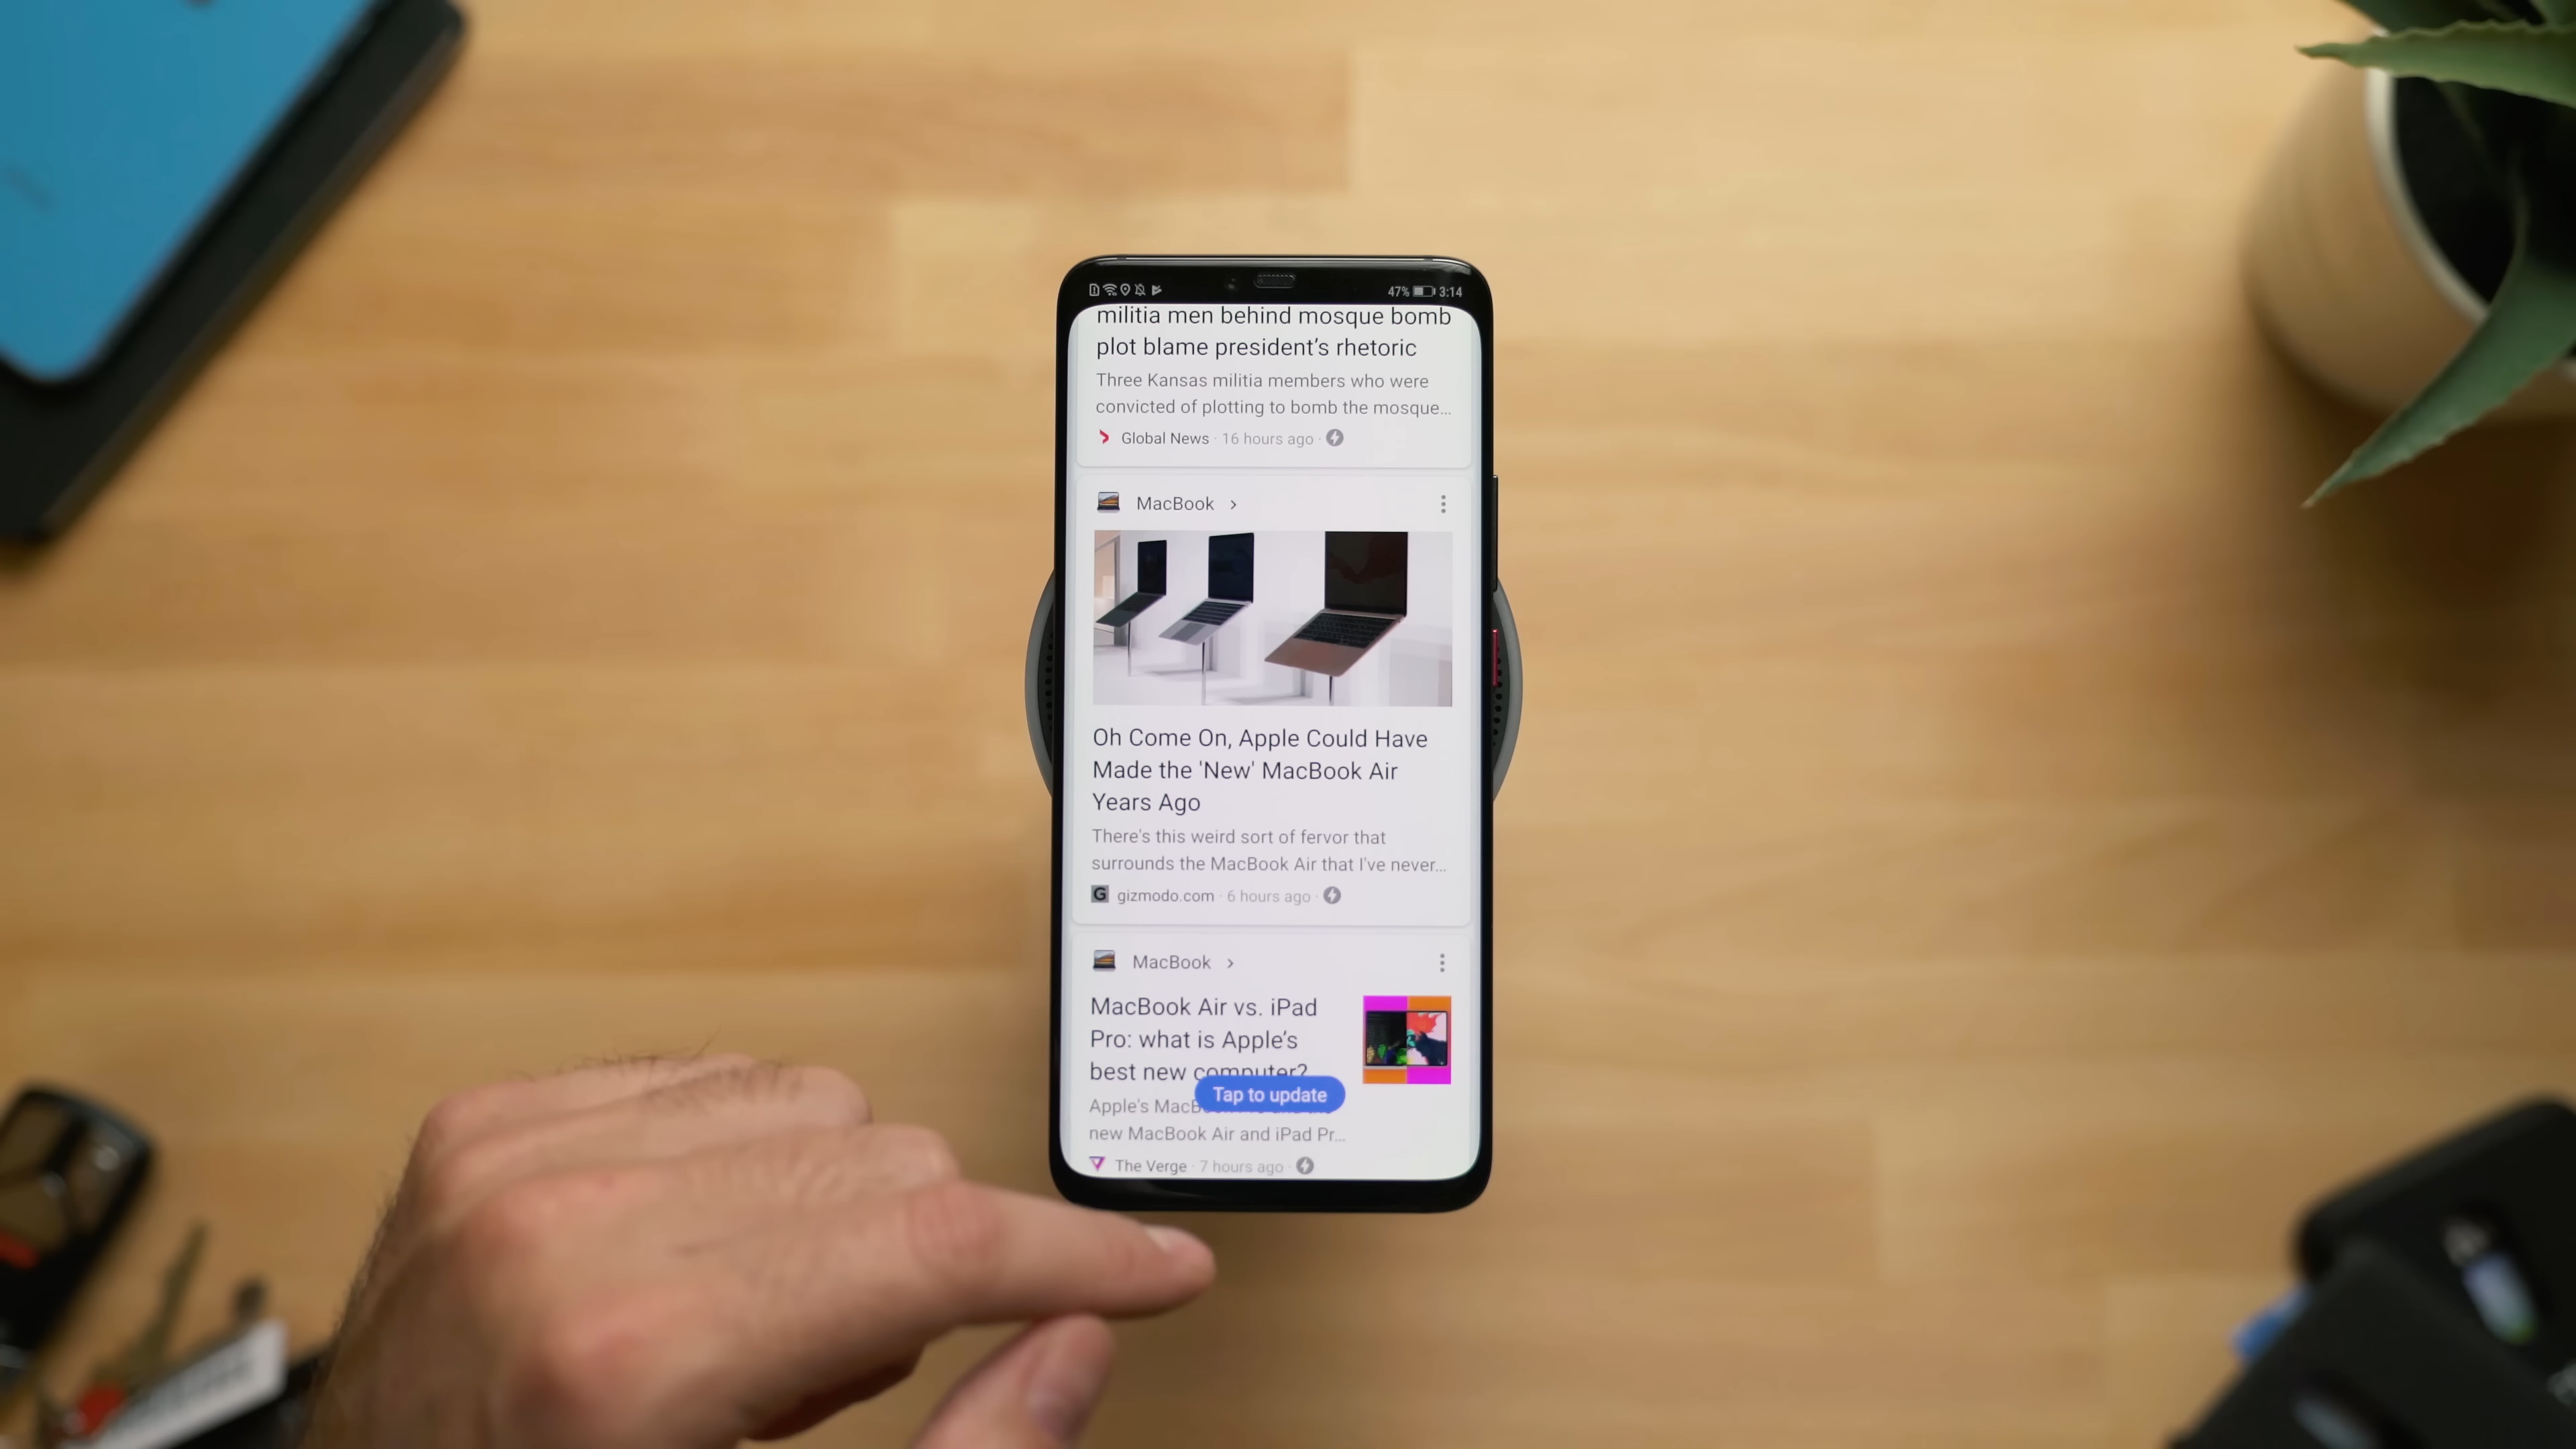 47% 3:14
militia men behind mosque bomb
plot blame president’s rhetoric
Three Kansas militia members who were
convicted of plotting to bomb the mosque...
Global News · 16 hours ago ·
MacBook >
Oh Come On, Apple Could Have
Made the 'New' MacBook Air
Years Ago
There's this weird sort of fervor that
surrounds the MacBook Air that I've never...
G gizmodo.com · 6 hours ago ·
MacBook >
MacBook Air vs. iPad
Pro: what is Apple’s
best new computer?
Tap to update
Apple's
new MacBook Air and iPad Pr...
The Verge · 7 hours ago ·